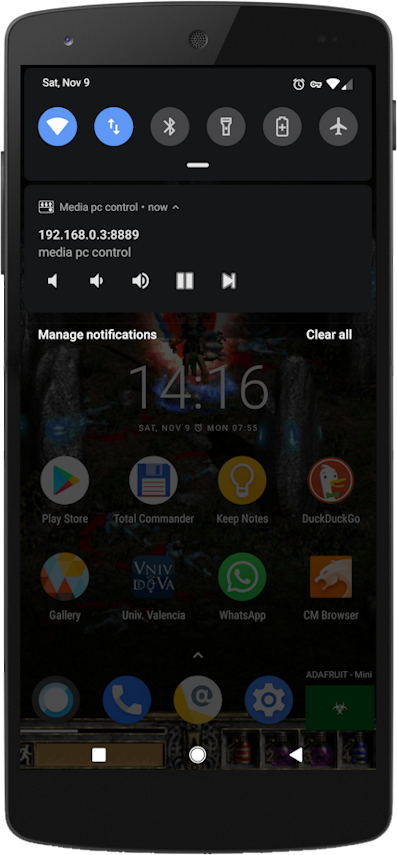 Sat, Nov 9
Media pc control • now
192.168.0.3:8889
media pc control
Manage notifications
Clear all
14:16
SAT, NOV 9 MON 07:55
Play Store
Total Commander
Keep Notes
DuckDuckGo
VNIV
DŌVA
Gallery
Univ. Valencia
WhatsApp
CM Browser
ADAFRUIT - Mini